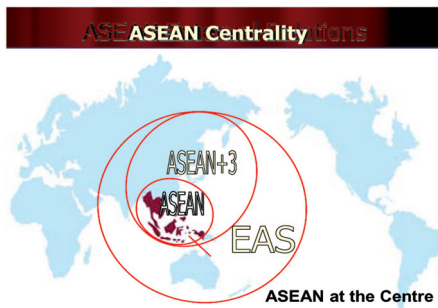 ASEAN Centrality
ASEAN+3
ASEAN
EAS
ASEAN at the Centre